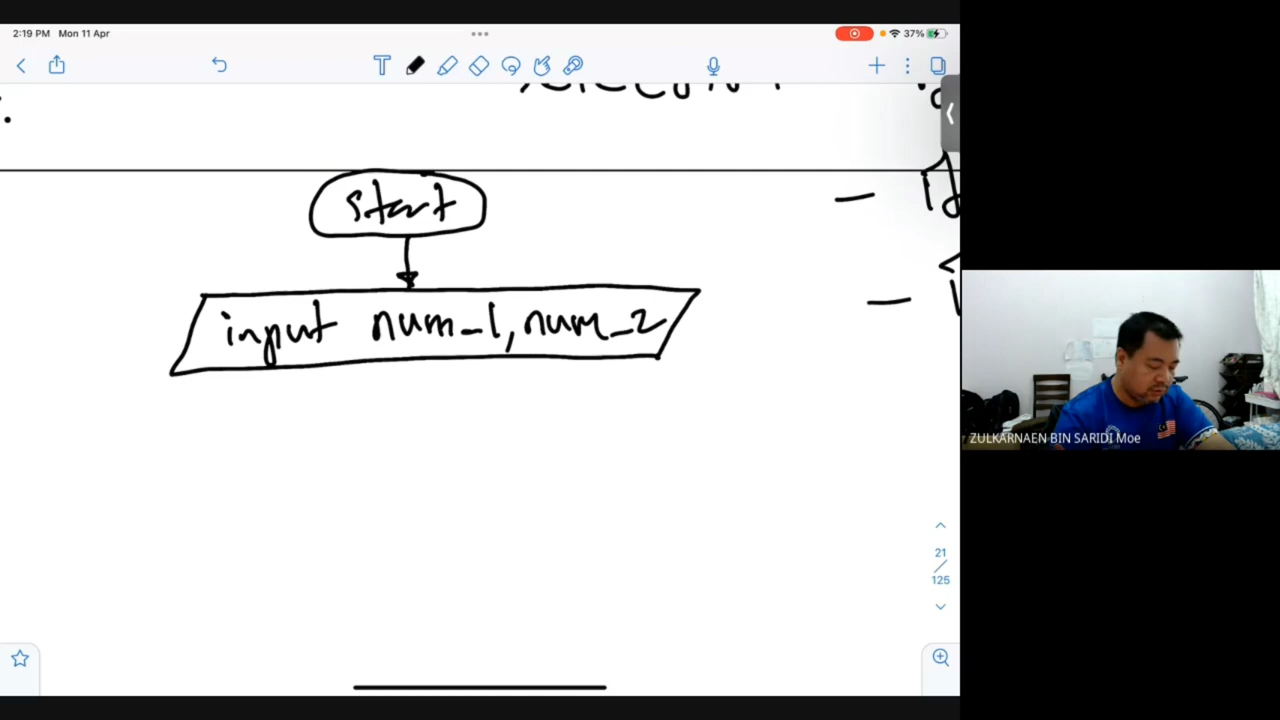 2:19 PM Mon 11 Apr
37%
start
input num_1, num_2
ZULKARNAEN BIN SARIDI Moe
21
/
125